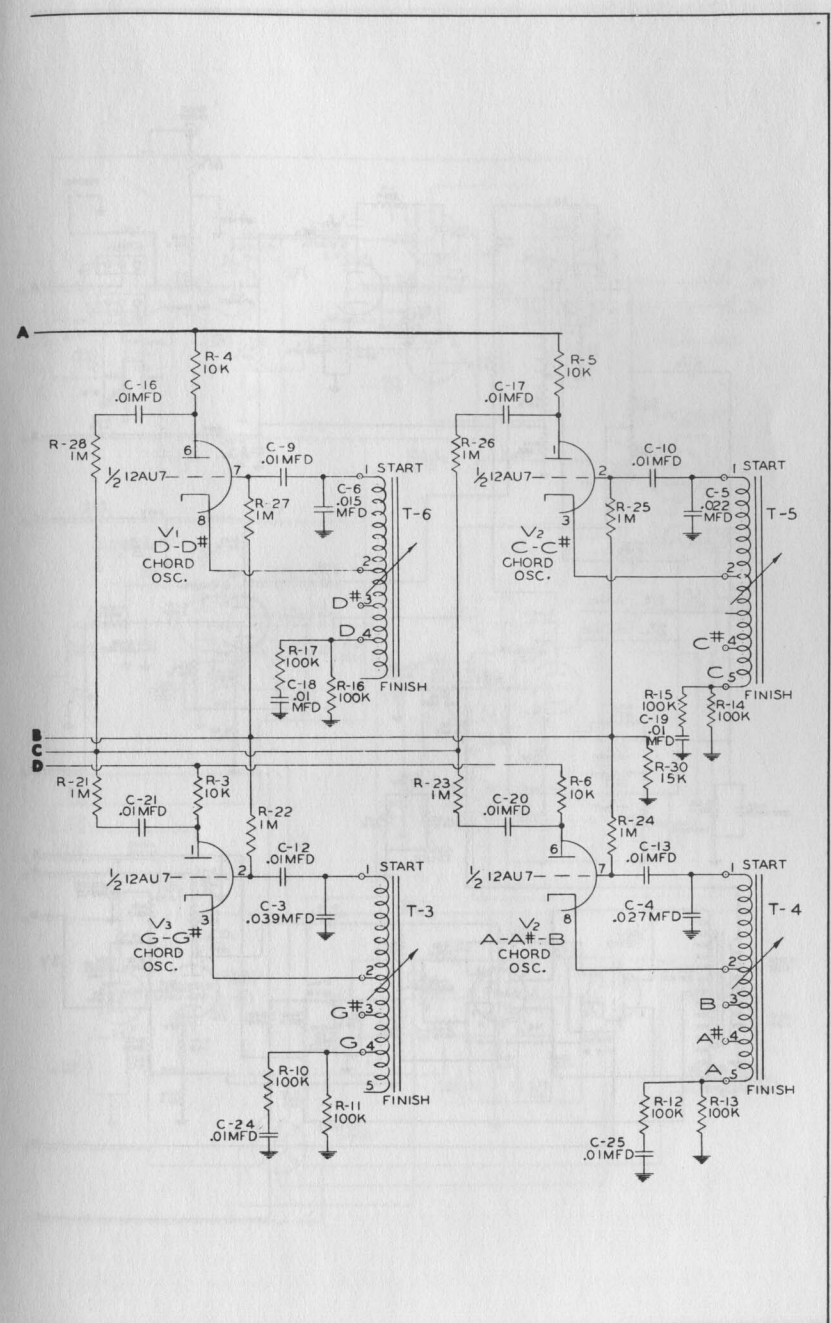 A
R-4
10K
C-16
.01MFD
R-28
1M
6
½ 12AU7
7
8
C-9
.01MFD
R-27
1M
C-6
.015
MFD
1 START
T-6
V1
D-D#
CHORD
OSC.
2
D# 3
D 4
R-17
100K
C-18
.01
MFD
R-16
100K
FINISH
R-5
10K
C-17
.01MFD
R-26
1M
1
½ 12AU7
2
3
C-10
.01MFD
R-25
1M
C-5
.022
MFD
1 START
T-5
V2
C-C#
CHORD
OSC.
2
C# 4
C 5
R-15
100K
C-19
.01
MFD
R-14
100K
FINISH
B
C
D
R-30
15K
R-21
1M
C-21
.01MFD
R-3
10K
R-22
1M
1
½ 12AU7
2
3
C-12
.01MFD
C-3
.039MFD
1 START
T-3
V3
G-G#
CHORD
OSC.
2
G# 3
G 4
5
R-10
100K
C-24
.01MFD
R-11
100K
FINISH
R-23
1M
C-20
.01MFD
R-6
10K
R-24
1M
6
½ 12AU7
7
8
C-13
.01MFD
C-4
.027MFD
1 START
T-4
V2
A-A#-B
CHORD
OSC.
2
B 3
A# 4
A 5
R-12
100K
C-25
.01MFD
R-13
100K
FINISH